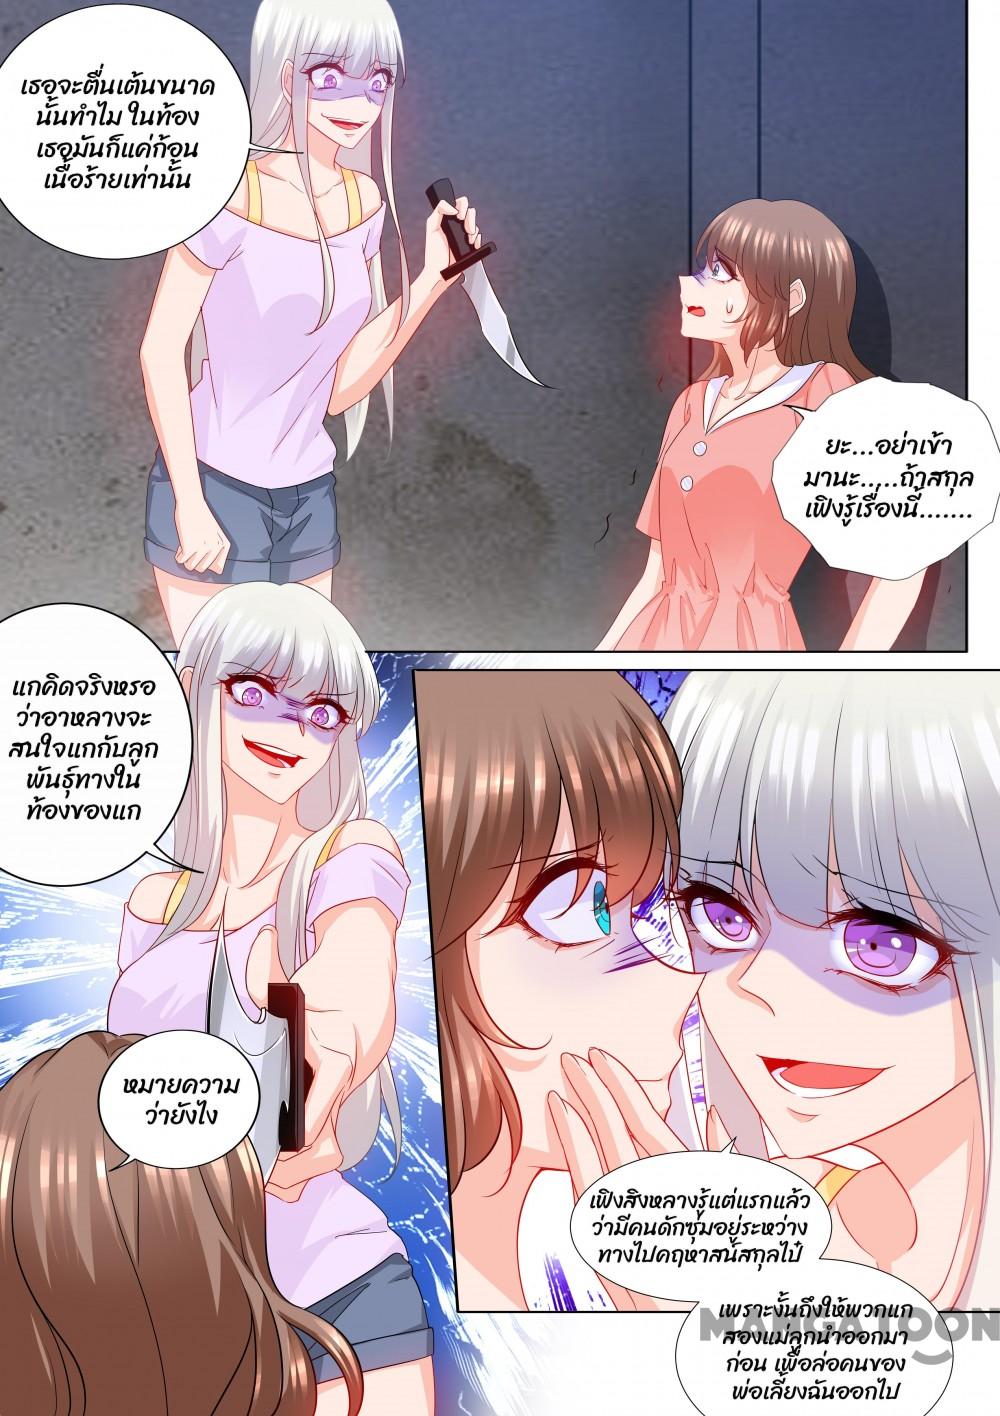 เธอจะตื่นเต้นขนาด
นั้นทำไม ในท้อง
เธอมันก็แค่ก้อน
เนื้อร้ายเท่านั้น
ยะ...อย่าเข้า
มานะ.....ถ้าสกุล
เฟิงรู้เรื่องนี้.......
แกคิดจริงหรอ
ว่าอาหลางจะ
สนใจแกกับลูก
พันธุ์ทางใน
ท้องของแก
หมายความ
ว่ายังไง
เฟิงสิงหลางรู้แต่แรกแล้ว
ว่ามีคนดักซุ่มอยู่ระหว่าง
ทางไปคฤหาสน์สกุลไป๋
เพราะงั้นถึงให้พวกแก
สองแม่ลูกนำออกมา
ก่อน เพื่อล่อคนของ
พ่อเลี้ยงฉันออกไป
MANGATOON